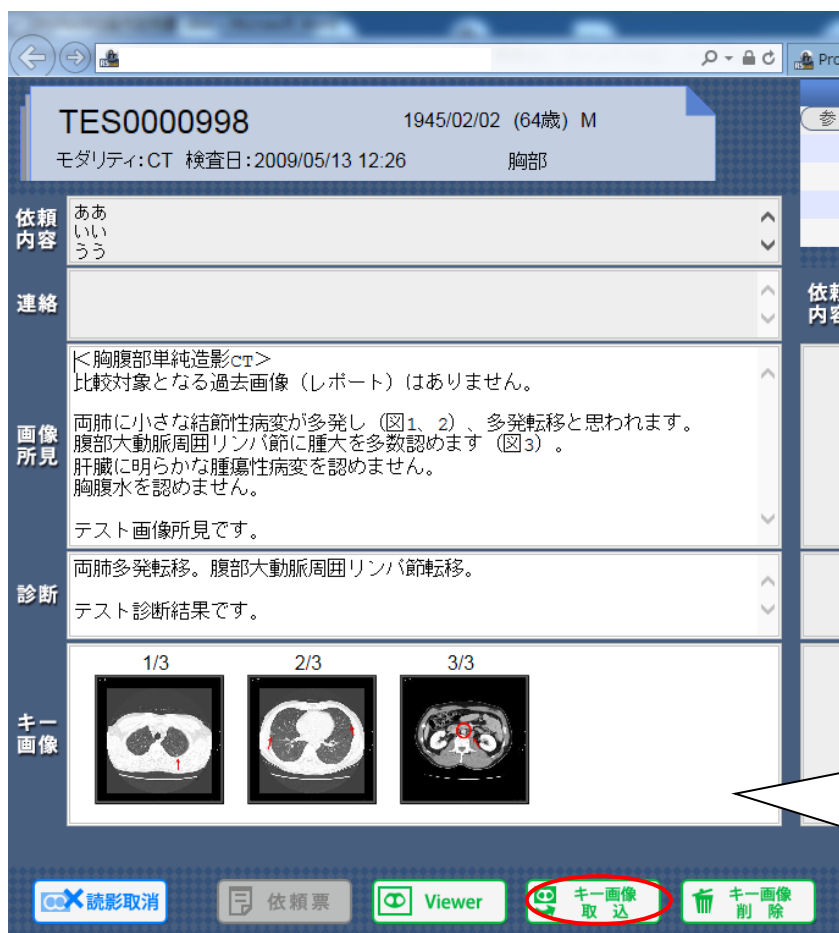 Pro
TES0000998 1945/02/02 (64歳) M
モダリティ:CT 検査日:2009/05/13 12:26 胸部
参
依頼
内容
ああ
いい
うう
連絡
依頼
内容
画像
所見
＜胸腹部単純造影CT＞
比較対象となる過去画像（レポート）はありません。
両肺に小さな結節性病変が多発し（図1、2）、多発転移と思われます。
腹部大動脈周囲リンパ節に腫大を多数認めます（図3）。
肝臓に明らかな腫瘍性病変を認めません。
胸腹水を認めません。
テスト画像所見です。
診断
両肺多発転移。腹部大動脈周囲リンパ節転移。
テスト診断結果です。
キー
画像
1/3 2/3 3/3
読影取消
依頼票
Viewer
キー画像
取 込
キー画像
削 除